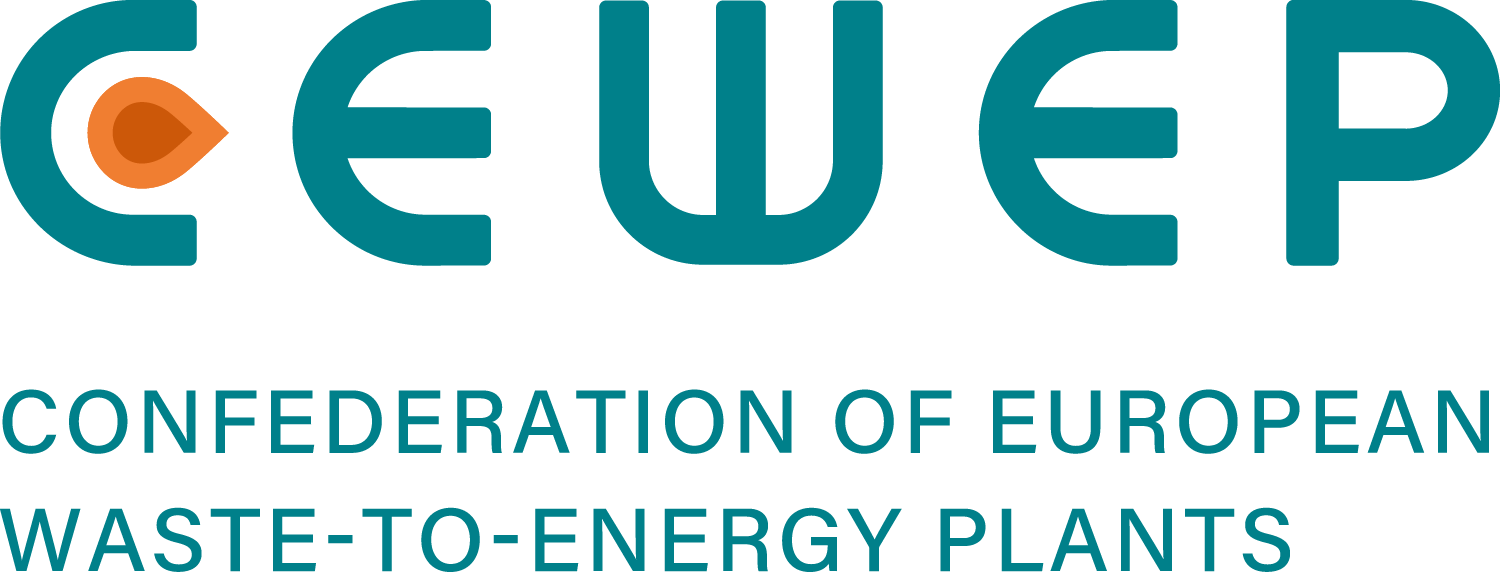 CEWEP
CONFEDERATION OF EUROPEAN
WASTE-TO-ENERGY PLANTS